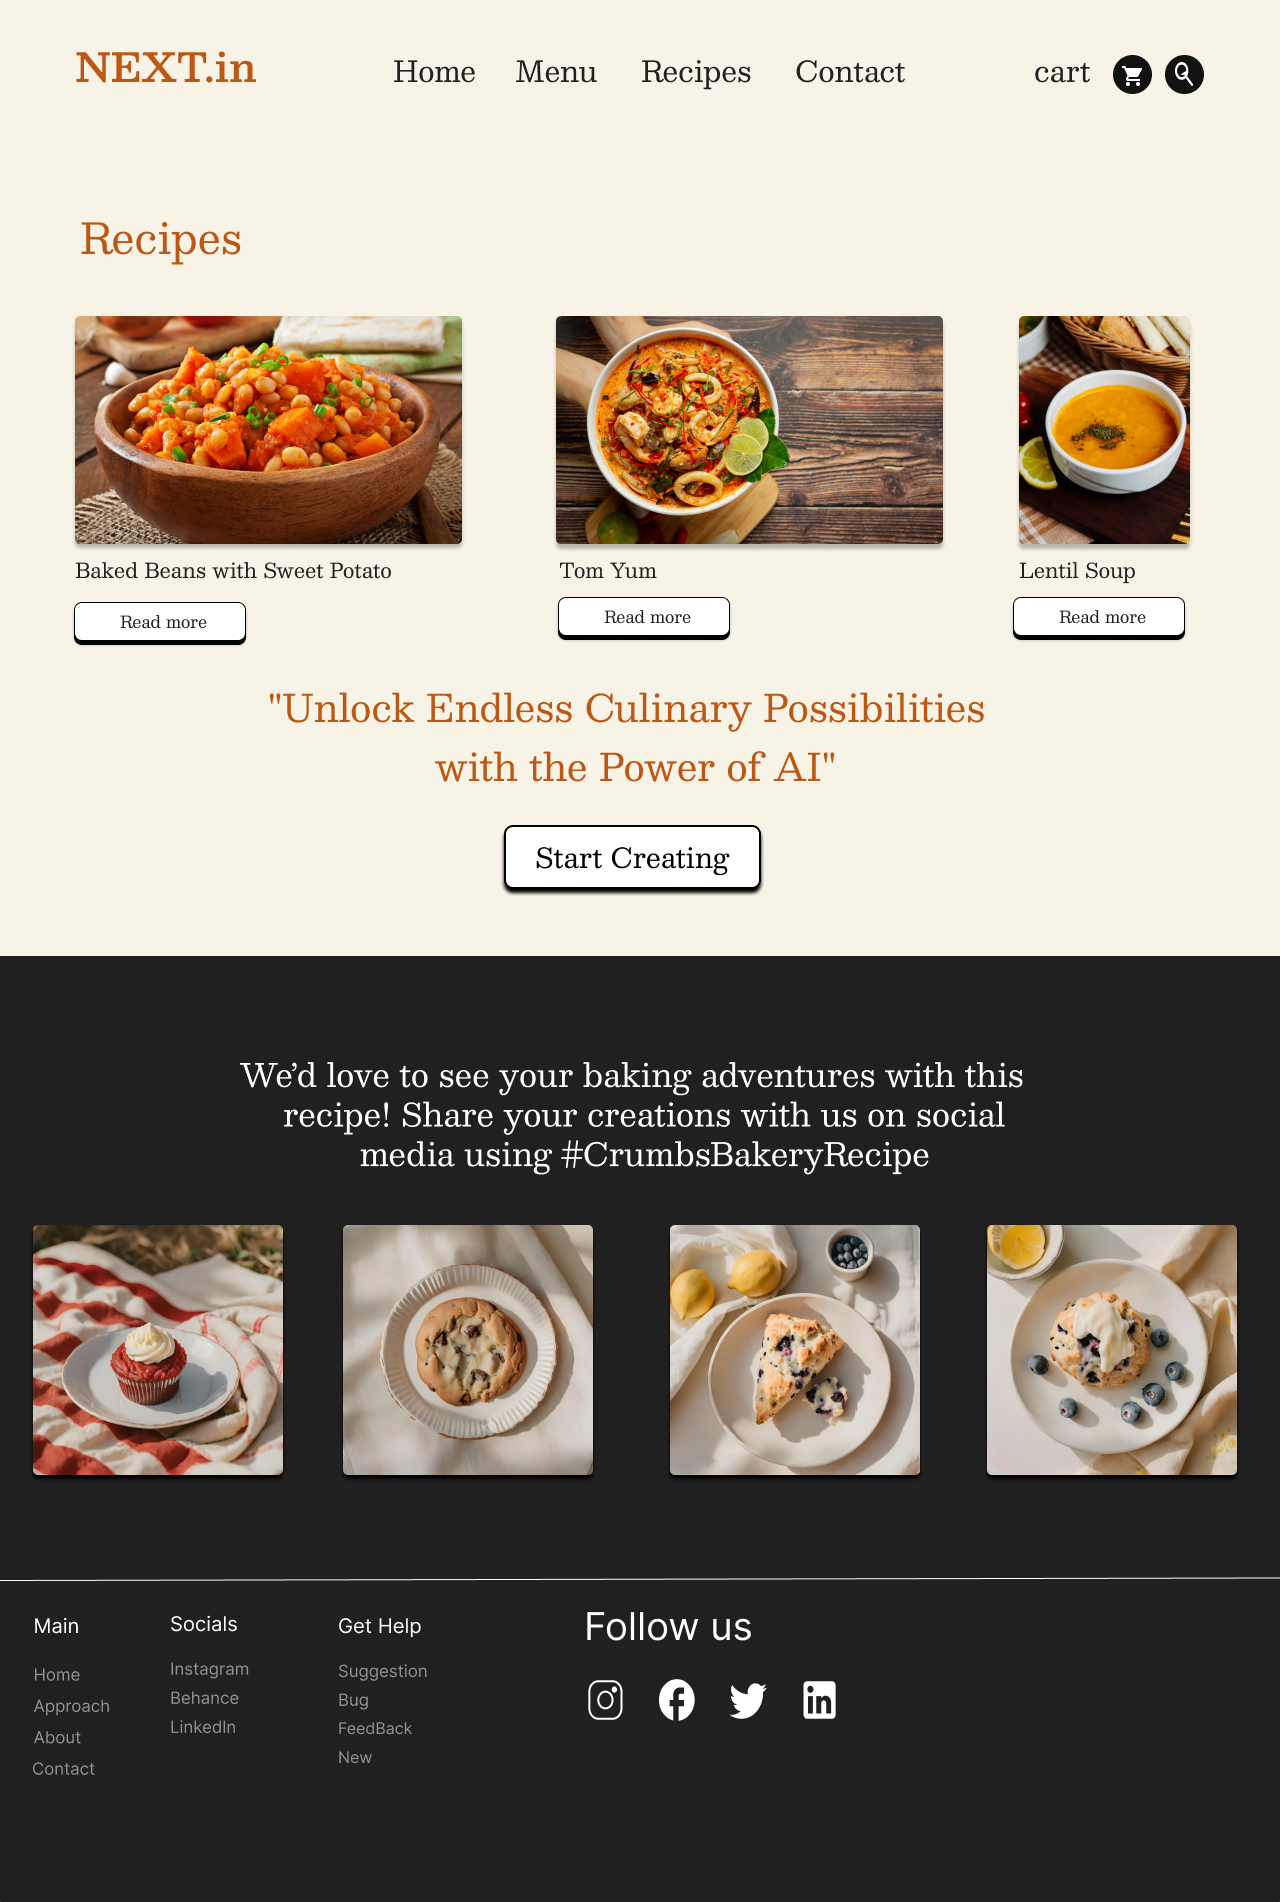 NEXT.in
Home Menu Recipes Contact cart
Recipes
Baked Beans with Sweet Potato
Read more
Tom Yum
Read more
Lentil Soup
Read more
"Unlock Endless Culinary Possibilities
with the Power of AI"
Start Creating
We’d love to see your baking adventures with this
recipe! Share your creations with us on social
media using #CrumbsBakeryRecipe
Main
Home
Approach
About
Contact
Socials
Instagram
Behance
LinkedIn
Get Help
Suggestion
Bug
FeedBack
New
Follow us